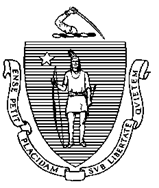 ENSE PETIT
PLACIDAM
SVB LIBERTATE
QVIETEM